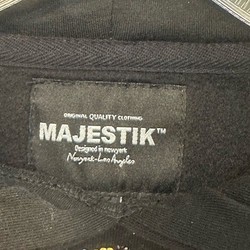 ORIGINAL QUALITY CLOTHING
MAJESTIK™
Designed in newyork
Newyork-Los Angeles